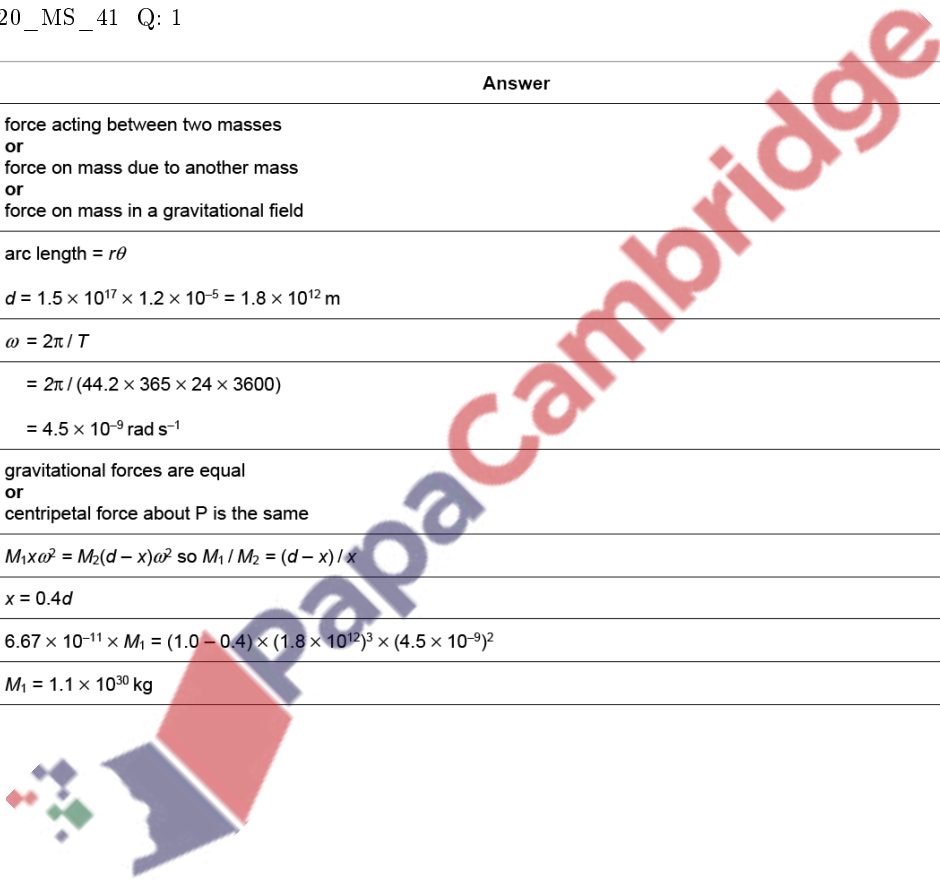 20_MS_41 Q: 1
Answer
force acting between two masses
or
force on mass due to another mass
or
force on mass in a gravitational field
arc length = rθ
d = 1.5 × 10¹⁷ × 1.2 × 10⁻⁵ = 1.8 × 10¹² m
ω = 2π / T
= 2π / (44.2 × 365 × 24 × 3600)
= 4.5 × 10⁻⁹ rad s⁻¹
gravitational forces are equal
or
centripetal force about P is the same
M₁xω² = M₂(d – x)ω² so M₁ / M₂ = (d – x) / x
x = 0.4d
6.67 × 10⁻¹¹ × M₁ = (1.0 – 0.4) × (1.8 × 10¹²)³ × (4.5 × 10⁻⁹)²
M₁ = 1.1 × 10³⁰ kg
PapaCambridge